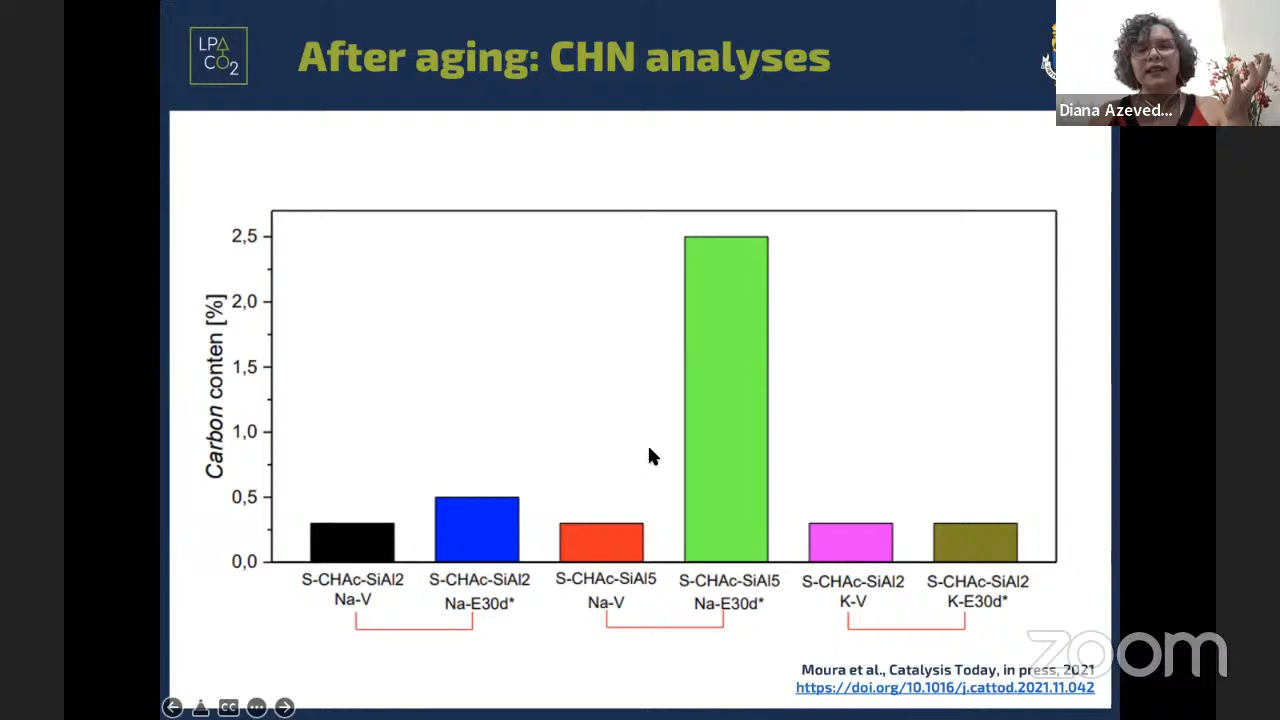 LPA
CO2
After aging: CHN analyses
Diana Azeved...
Carbon conten [%]
2,5
2,0
1,5
1,0
0,5
0,0
S-CHAc-SiAl2
Na-V
S-CHAc-SiAl2
Na-E30d*
S-CHAc-SiAl5
Na-V
S-CHAc-SiAl5
Na-E30d*
S-CHAc-SiAl2
K-V
S-CHAc-SiAl2
K-E30d*
Moura et al., Catalysis Today, in press, 2021
https://doi.org/10.1016/j.cattod.2021.11.042
zoom
CC